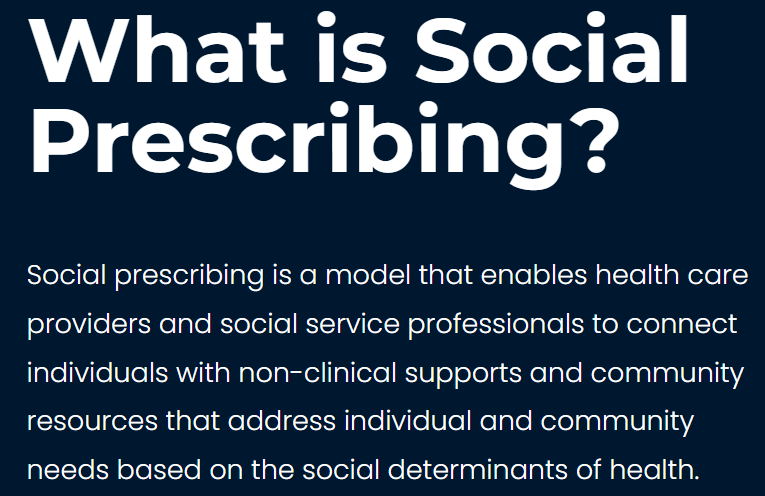 What is Social
Prescribing?
Social prescribing is a model that enables health care
providers and social service professionals to connect
individuals with non-clinical supports and community
resources that address individual and community
needs based on the social determinants of health.